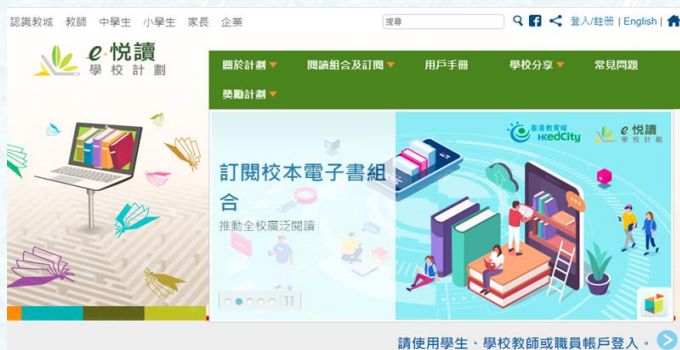 認識教城 教師 中學生 小學生 家長 企業
搜尋
登入/註冊 | English |
e·悦讀
學校計劃
關於計劃 閱讀組合及訂閱 用戶手冊 學校分享 常見問題
獎勵計劃
香港教育城
HKedCity
e悦讀
學校計劃
訂閱校本電子書組
合
推動全校廣泛閱讀
請使用學生、學校教師或職員帳戶登入。